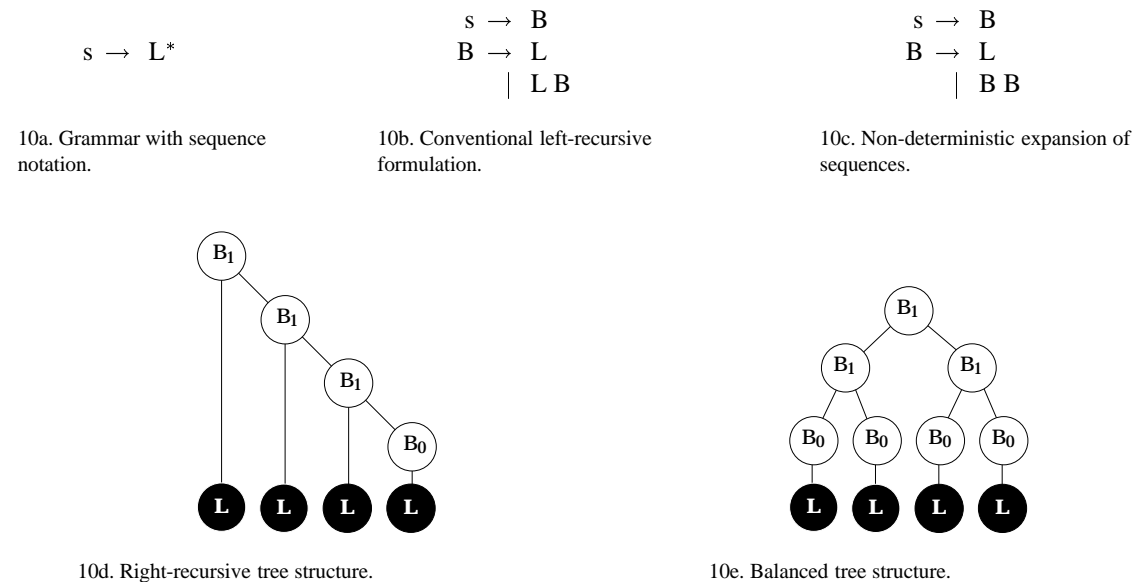 s → L*
10a. Grammar with sequence
notation.
s → B
B → L
| L B
10b. Conventional left-recursive
formulation.
s → B
B → L
| B B
10c. Non-deterministic expansion of
sequences.
B1
B1
B1
B0
L L L L
10d. Right-recursive tree structure.
B1
B1 B1
B0 B0 B0 B0
L L L L
10e. Balanced tree structure.